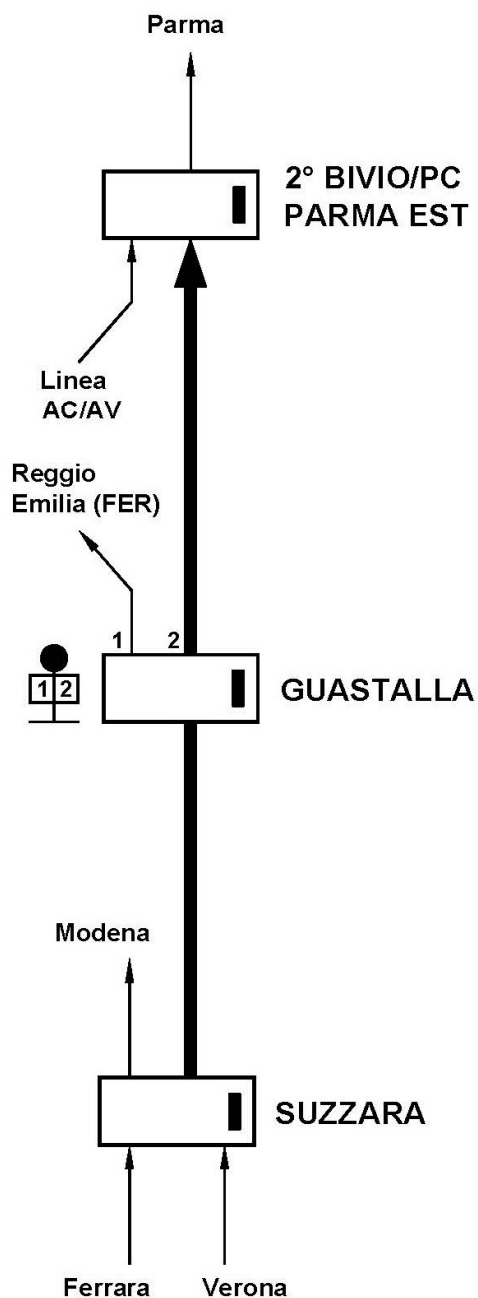 Parma
2° BIVIO/PC
PARMA EST
Linea
AC/AV
Reggio
Emilia (FER)
1 2
1 2
GUASTALLA
Modena
SUZZARA
Ferrara Verona